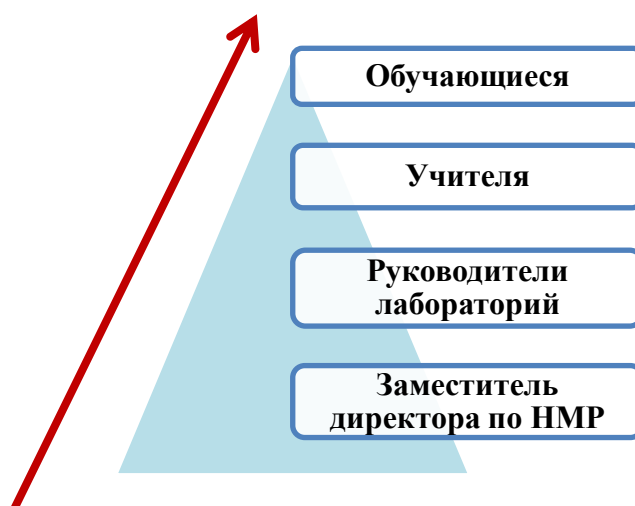 Обучающиеся
Учителя
Руководители
лабораторий
Заместитель
директора по НМР